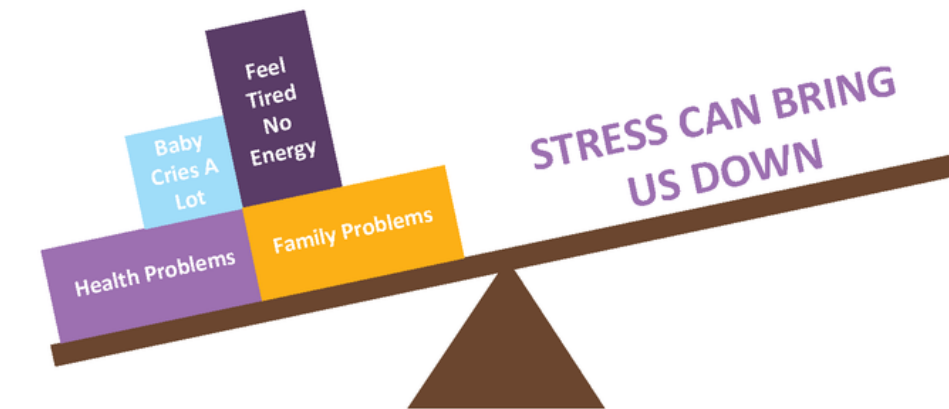 Feel
Tired
No
Energy
Baby
Cries A
Lot
Health Problems
Family Problems
STRESS CAN BRING
US DOWN